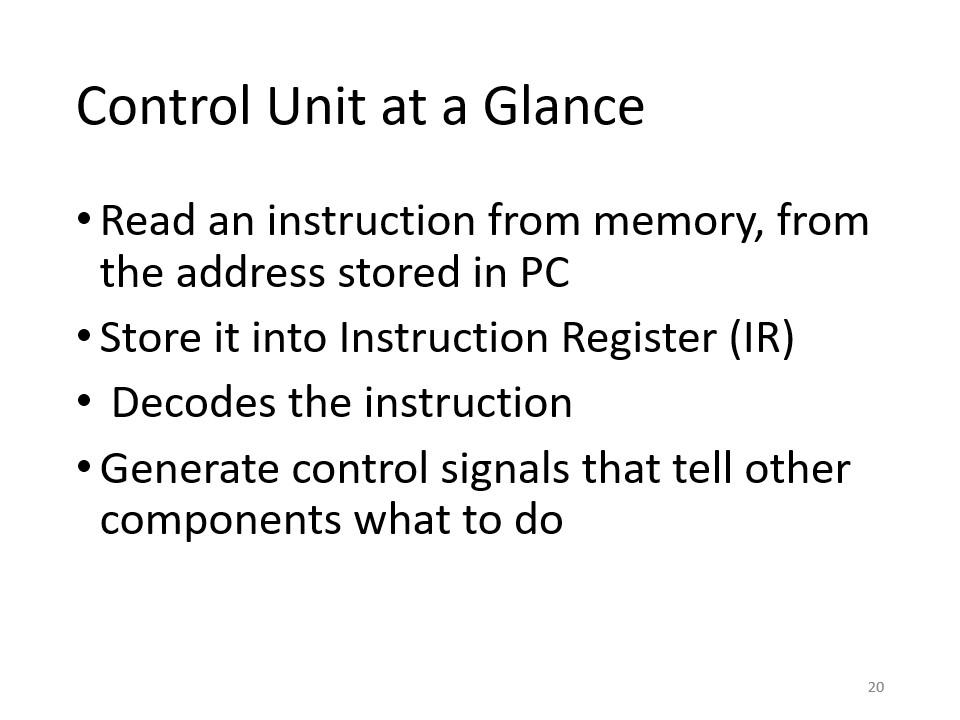 Control Unit at a Glance
• Read an instruction from memory, from
the address stored in PC
• Store it into Instruction Register (IR)
• Decodes the instruction
• Generate control signals that tell other
components what to do
20